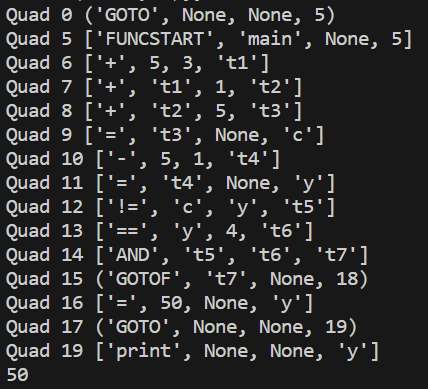 Quad 0 ('GOTO', None, None, 5)
Quad 5 ['FUNCSTART', 'main', None, 5]
Quad 6 ['+', 5, 3, 't1']
Quad 7 ['+', 't1', 1, 't2']
Quad 8 ['+', 't2', 5, 't3']
Quad 9 ['=', 't3', None, 'c']
Quad 10 ['-', 5, 1, 't4']
Quad 11 ['=', 't4', None, 'y']
Quad 12 ['!=', 'c', 'y', 't5']
Quad 13 ['==', 'y', 4, 't6']
Quad 14 ['AND', 't5', 't6', 't7']
Quad 15 ('GOTOF', 't7', None, 18)
Quad 16 ['=', 50, None, 'y']
Quad 17 ('GOTO', None, None, 19)
Quad 19 ['print', None, None, 'y']
50